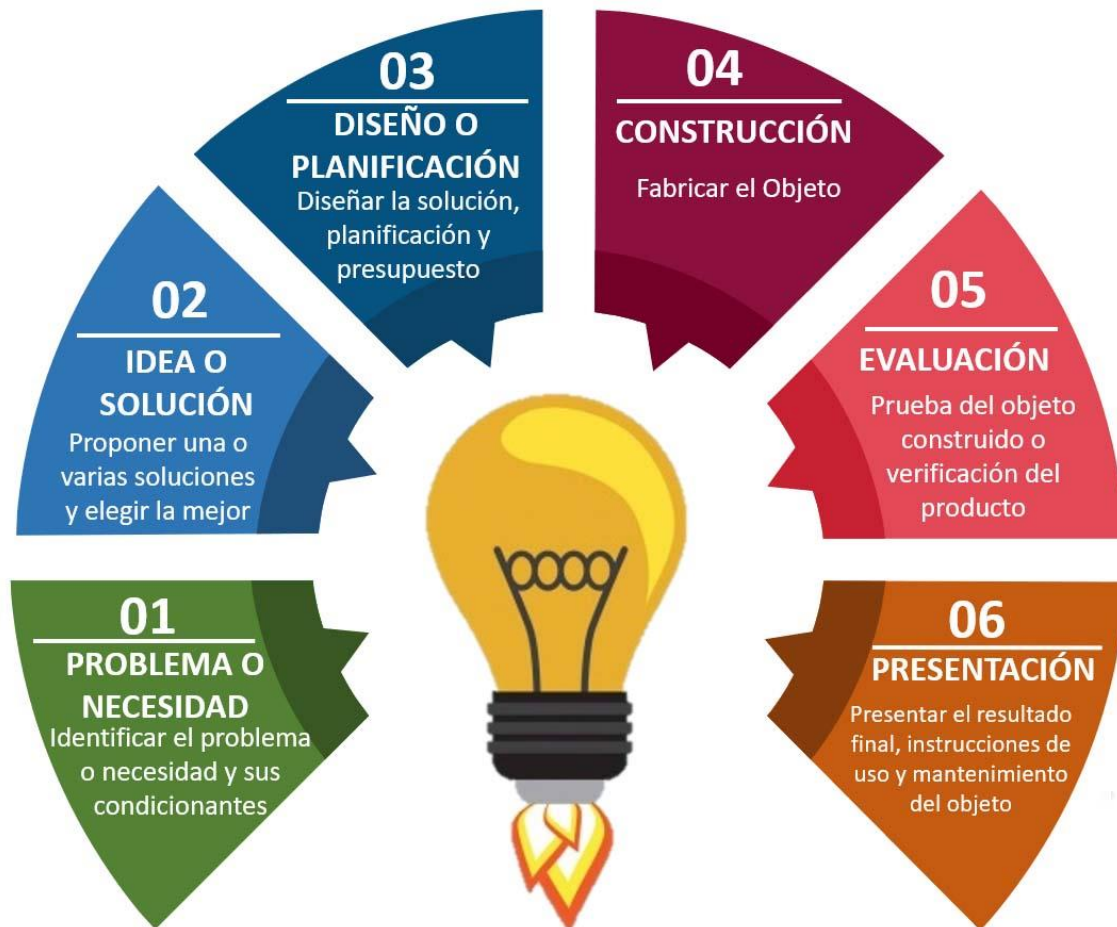 01
PROBLEMA O
NECESIDAD
Identificar el problema
o necesidad y sus
condicionantes
02
IDEA O
SOLUCIÓN
Proponer una o
varias soluciones
y elegir la mejor
03
DISEÑO O
PLANIFICACIÓN
Diseñar la solución,
planificación y
presupuesto
04
CONSTRUCCIÓN
Fabricar el Objeto
05
EVALUACIÓN
Prueba del objeto
construido o
verificación del
producto
06
PRESENTACIÓN
Presentar el resultado
final, instrucciones de
uso y mantenimiento
del objeto